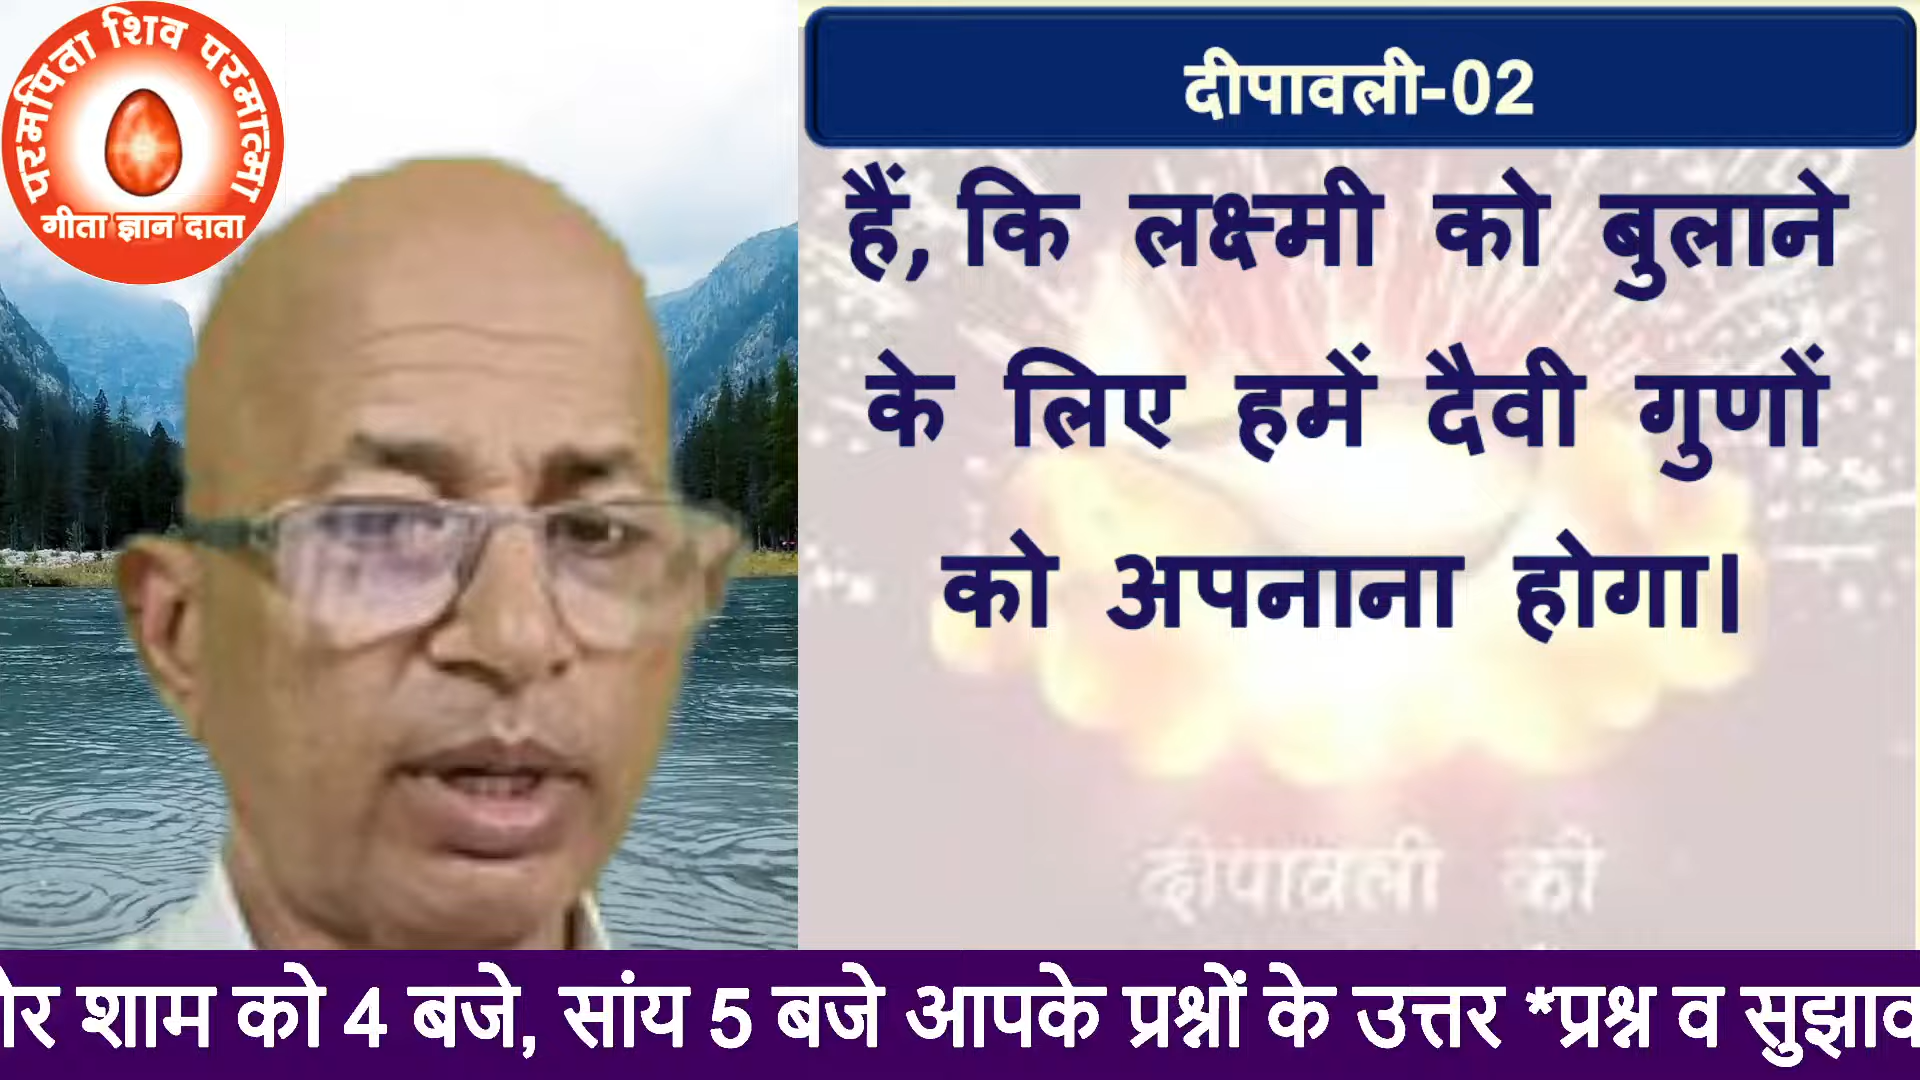 परमपिता शिव परमात्मा
गीता ज्ञान दाता
दीपावली-02
हैं, कि लक्ष्मी को बुलाने
के लिए हमें दैवी गुणों
को अपनाना होगा।
दीपावली की
शाम को 4 बजे, सांय 5 बजे आपके प्रश्नों के उत्तर *प्रश्न व सुझाव